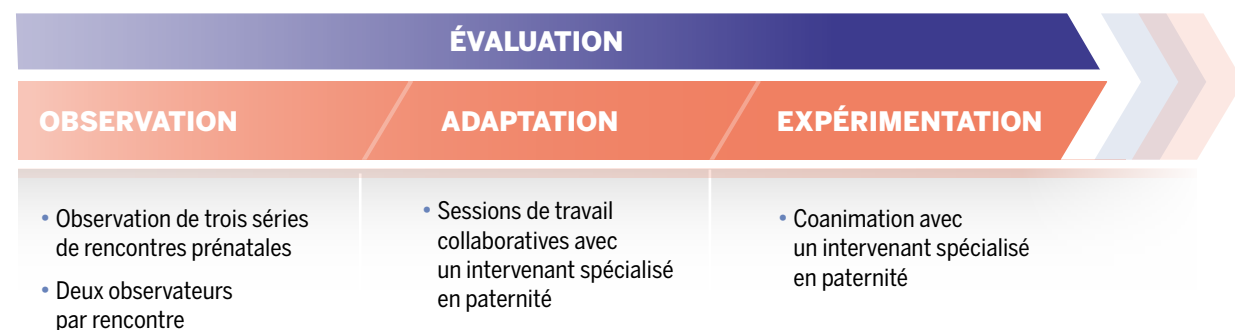 ÉVALUATION
OBSERVATION
ADAPTATION
EXPÉRIMENTATION
• Observation de trois séries
de rencontres prénatales
• Deux observateurs
par rencontre
• Sessions de travail
collaboratives avec
un intervenant spécialisé
en paternité
• Coanimation avec
un intervenant spécialisé
en paternité